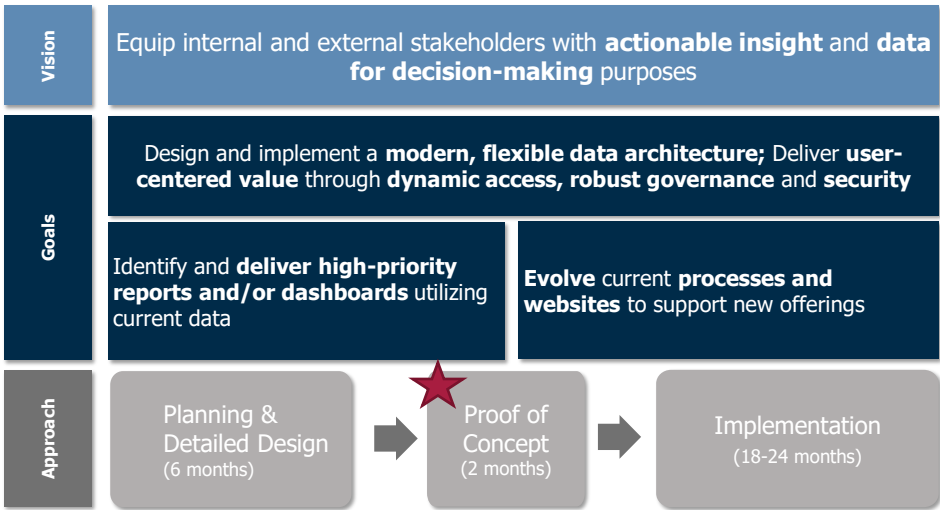 Vision
Equip internal and external stakeholders with actionable insight and data
for decision-making purposes
Goals
Design and implement a modern, flexible data architecture; Deliver user-
centered value through dynamic access, robust governance and security
Identify and deliver high-priority
reports and/or dashboards utilizing
current data
Evolve current processes and
websites to support new offerings
Approach
Planning &
Detailed Design
(6 months)
Proof of
Concept
(2 months)
Implementation
(18-24 months)